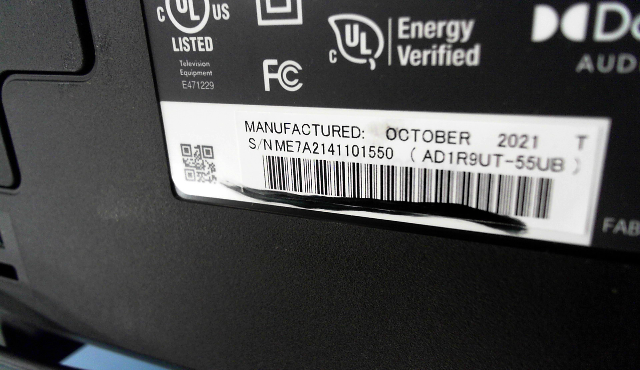 c UL US
LISTED
Television
Equipment
E471229
FC
c UL Energy
Verified
AUD
MANUFACTURED: OCTOBER 2021 T
S/N ME7A2141101550 ( AD1R9UT-55UB )
FAB